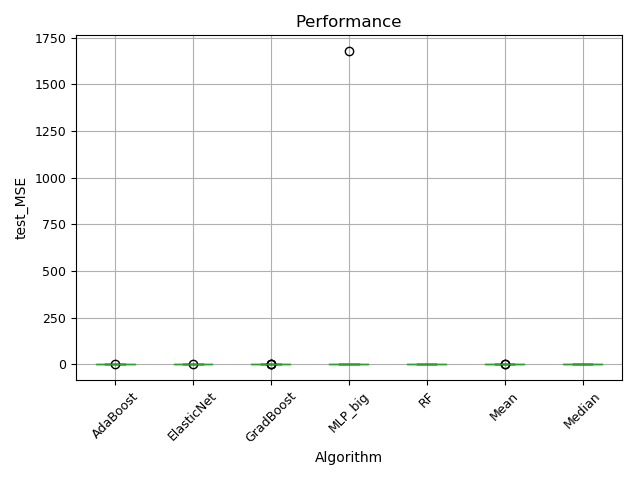 Performance
1750
1500
1250
1000
750
500
250
0
test_MSE
AdaBoost
ElasticNet
GradBoost
MLP_big
RF
Mean
Median
Algorithm